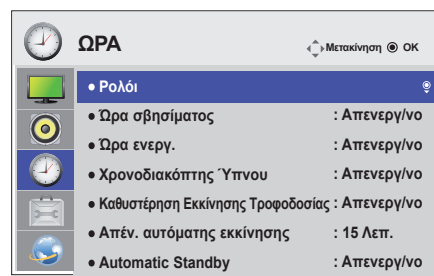 ΩΡΑ
Μετακίνηση OK
• Ρολόι
• Ώρα σβησίματος : Απενεργ/νο
• Ώρα ενεργ. : Απενεργ/νο
• Χρονοδιακόπτης Ύπνου : Απενεργ/νο
• Καθυστέρηση Εκκίνησης Τροφοδοσίας : Απενεργ/νο
• Απέν. αυτόματης εκκίνησης : 15 Λεπ.
• Automatic Standby : Απενεργ/νο